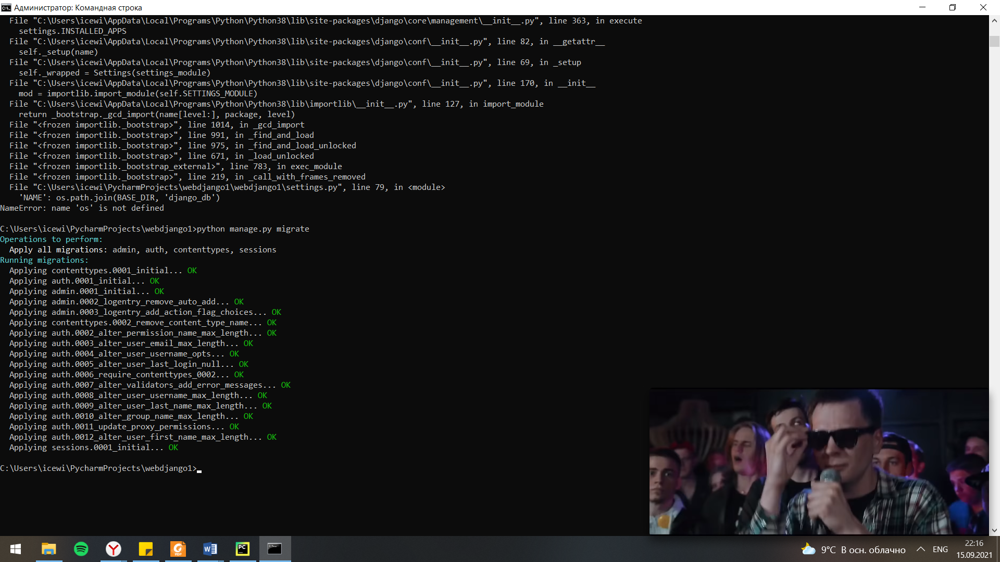 Администратор: Командная строка
File "C:\Users\icewi\AppData\Local\Programs\Python\Python38\lib\site-packages\django\core\management\__init__.py", line 363, in execute
settings.INSTALLED_APPS
File "C:\Users\icewi\AppData\Local\Programs\Python\Python38\lib\site-packages\django\conf\__init__.py", line 82, in __getattr__
self._setup(name)
File "C:\Users\icewi\AppData\Local\Programs\Python\Python38\lib\site-packages\django\conf\__init__.py", line 69, in _setup
self._wrapped = Settings(settings_module)
File "C:\Users\icewi\AppData\Local\Programs\Python\Python38\lib\site-packages\django\conf\__init__.py", line 170, in __init__
mod = importlib.import_module(self.SETTINGS_MODULE)
File "C:\Users\icewi\AppData\Local\Programs\Python\Python38\lib\importlib\__init__.py", line 127, in import_module
return _bootstrap._gcd_import(name[level:], package, level)
File "<frozen importlib._bootstrap>", line 1014, in _gcd_import
File "<frozen importlib._bootstrap>", line 991, in _find_and_load
File "<frozen importlib._bootstrap>", line 975, in _find_and_load_unlocked
File "<frozen importlib._bootstrap>", line 671, in _load_unlocked
File "<frozen importlib._bootstrap_external>", line 783, in exec_module
File "<frozen importlib._bootstrap>", line 219, in _call_with_frames_removed
File "C:\Users\icewi\PycharmProjects\webdjango1\webdjango1\settings.py", line 79, in <module>
'NAME': os.path.join(BASE_DIR, 'django_db')
NameError: name 'os' is not defined
C:\Users\icewi\PycharmProjects\webdjango1>python manage.py migrate
Operations to perform:
Apply all migrations: admin, auth, contenttypes, sessions
Running migrations:
Applying contenttypes.0001_initial... OK
Applying auth.0001_initial... OK
Applying admin.0001_initial... OK
Applying admin.0002_logentry_remove_auto_add... OK
Applying admin.0003_logentry_add_action_flag_choices... OK
Applying contenttypes.0002_remove_content_type_name... OK
Applying auth.0002_alter_permission_name_max_length... OK
Applying auth.0003_alter_user_email_max_length... OK
Applying auth.0004_alter_user_username_opts... OK
Applying auth.0005_alter_user_last_login_null... OK
Applying auth.0006_require_contenttypes_0002... OK
Applying auth.0007_alter_validators_add_error_messages... OK
Applying auth.0008_alter_user_username_max_length... OK
Applying auth.0009_alter_user_last_name_max_length... OK
Applying auth.0010_alter_group_name_max_length... OK
Applying auth.0011_update_proxy_permissions... OK
Applying auth.0012_alter_user_first_name_max_length... OK
Applying sessions.0001_initial... OK
C:\Users\icewi\PycharmProjects\webdjango1>
PDF
W
PC
9°C В осн. облачно
ENG
22:16
15.09.2021